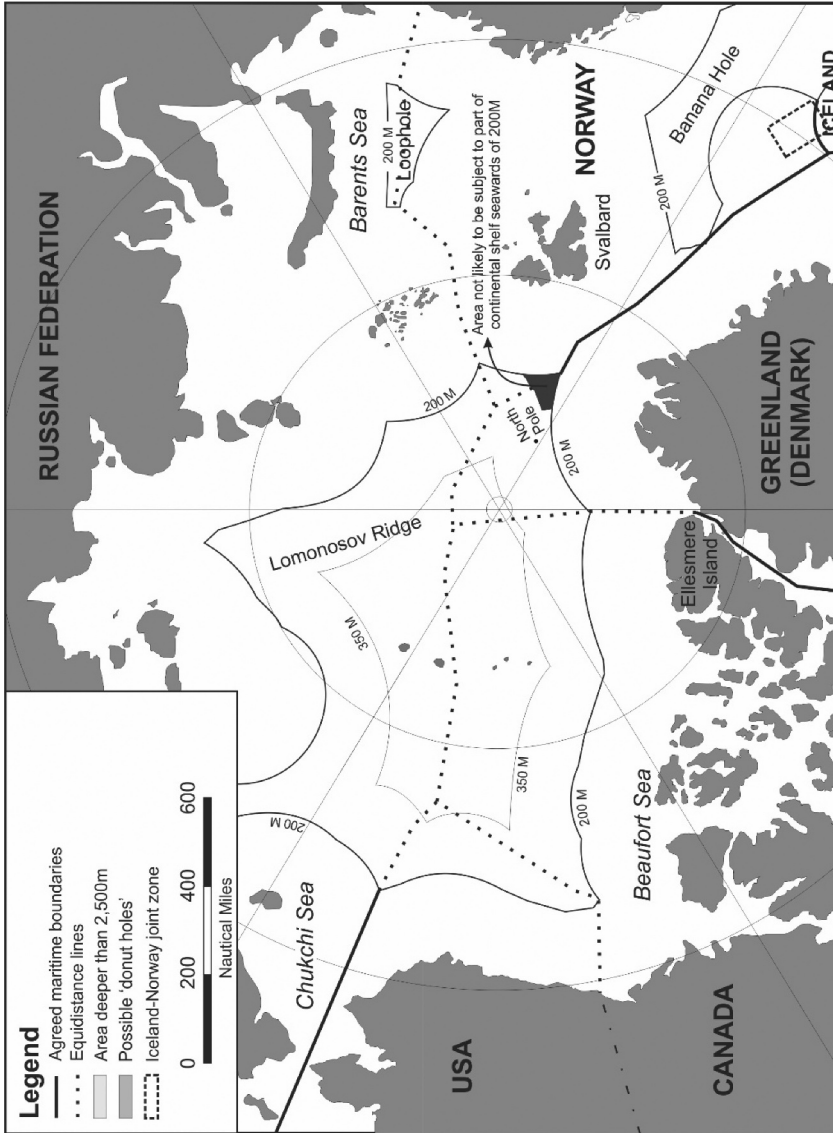 Legend
Agreed maritime boundaries
Equidistance lines
Area deeper than 2,500m
Possible 'donut holes'
Iceland-Norway joint zone
0 200 400 600
Nautical Miles
RUSSIAN FEDERATION
Barents Sea
200 M
Loophole
NORWAY
Banana Hole
200 M
ICELAND
Svalbard
Area not likely to be subject to part of
continental shelf seawards of 200M
200 M
North
Pole
200 M
GREENLAND
(DENMARK)
Lomonosov Ridge
350 M
Ellesmere
Island
350 M
200 M
200 M
Chukchi Sea
Beaufort Sea
USA
CANADA